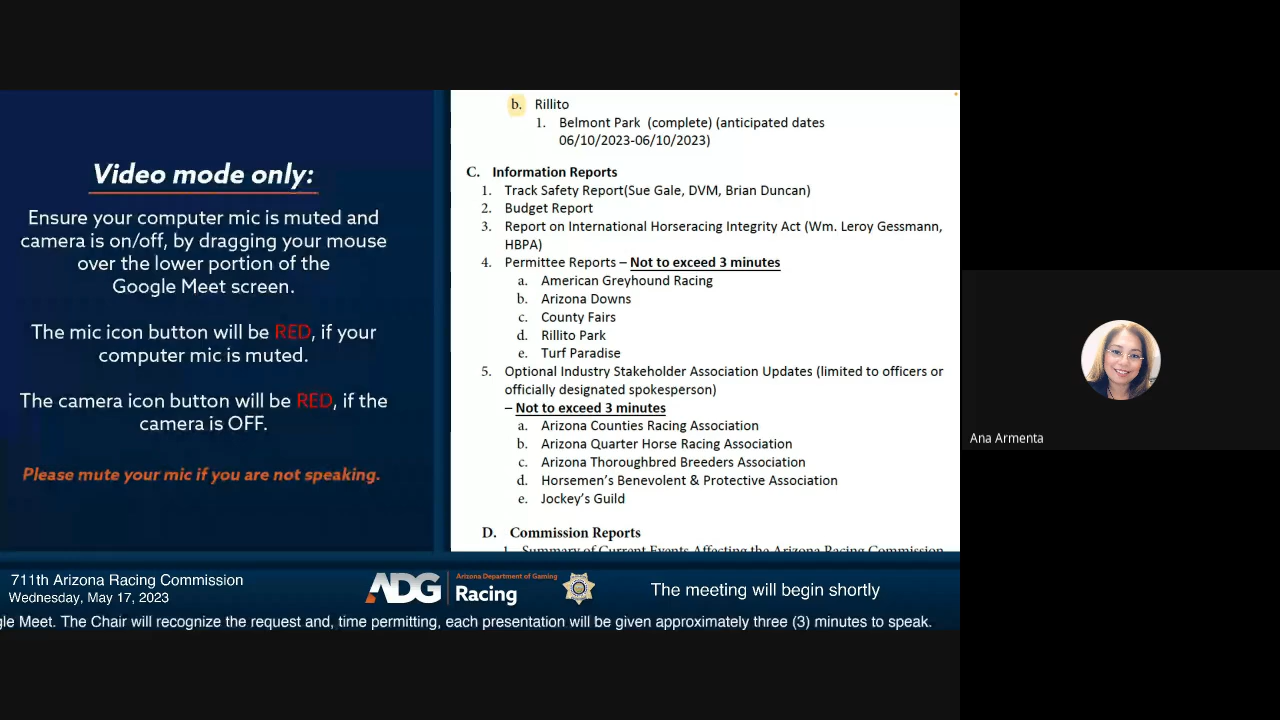 Video mode only:
Ensure your computer mic is muted and
camera is on/off, by dragging your mouse
over the lower portion of the
Google Meet screen.
The mic icon button will be RED, if your
computer mic is muted.
The camera icon button will be RED, if the
camera is OFF.
Please mute your mic if you are not speaking.
b. Rillito
1. Belmont Park (complete) (anticipated dates
06/10/2023-06/10/2023)
C. Information Reports
1. Track Safety Report(Sue Gale, DVM, Brian Duncan)
2. Budget Report
3. Report on International Horseracing Integrity Act (Wm. Leroy Gessmann,
HBPA)
4. Permittee Reports – Not to exceed 3 minutes
a. American Greyhound Racing
b. Arizona Downs
c. County Fairs
d. Rillito Park
e. Turf Paradise
5. Optional Industry Stakeholder Association Updates (limited to officers or
officially designated spokesperson)
– Not to exceed 3 minutes
a. Arizona Counties Racing Association
b. Arizona Quarter Horse Racing Association
c. Arizona Thoroughbred Breeders Association
d. Horsemen's Benevolent & Protective Association
e. Jockey's Guild
D. Commission Reports
1. Summary of Current Events Affecting the Arizona Racing Commission
Ana Armenta
711th Arizona Racing Commission
Wednesday, May 17, 2023
ADG
Arizona Department of Gaming
Racing
The meeting will begin shortly
gle Meet. The Chair will recognize the request and, time permitting, each presentation will be given approximately three (3) minutes to speak.